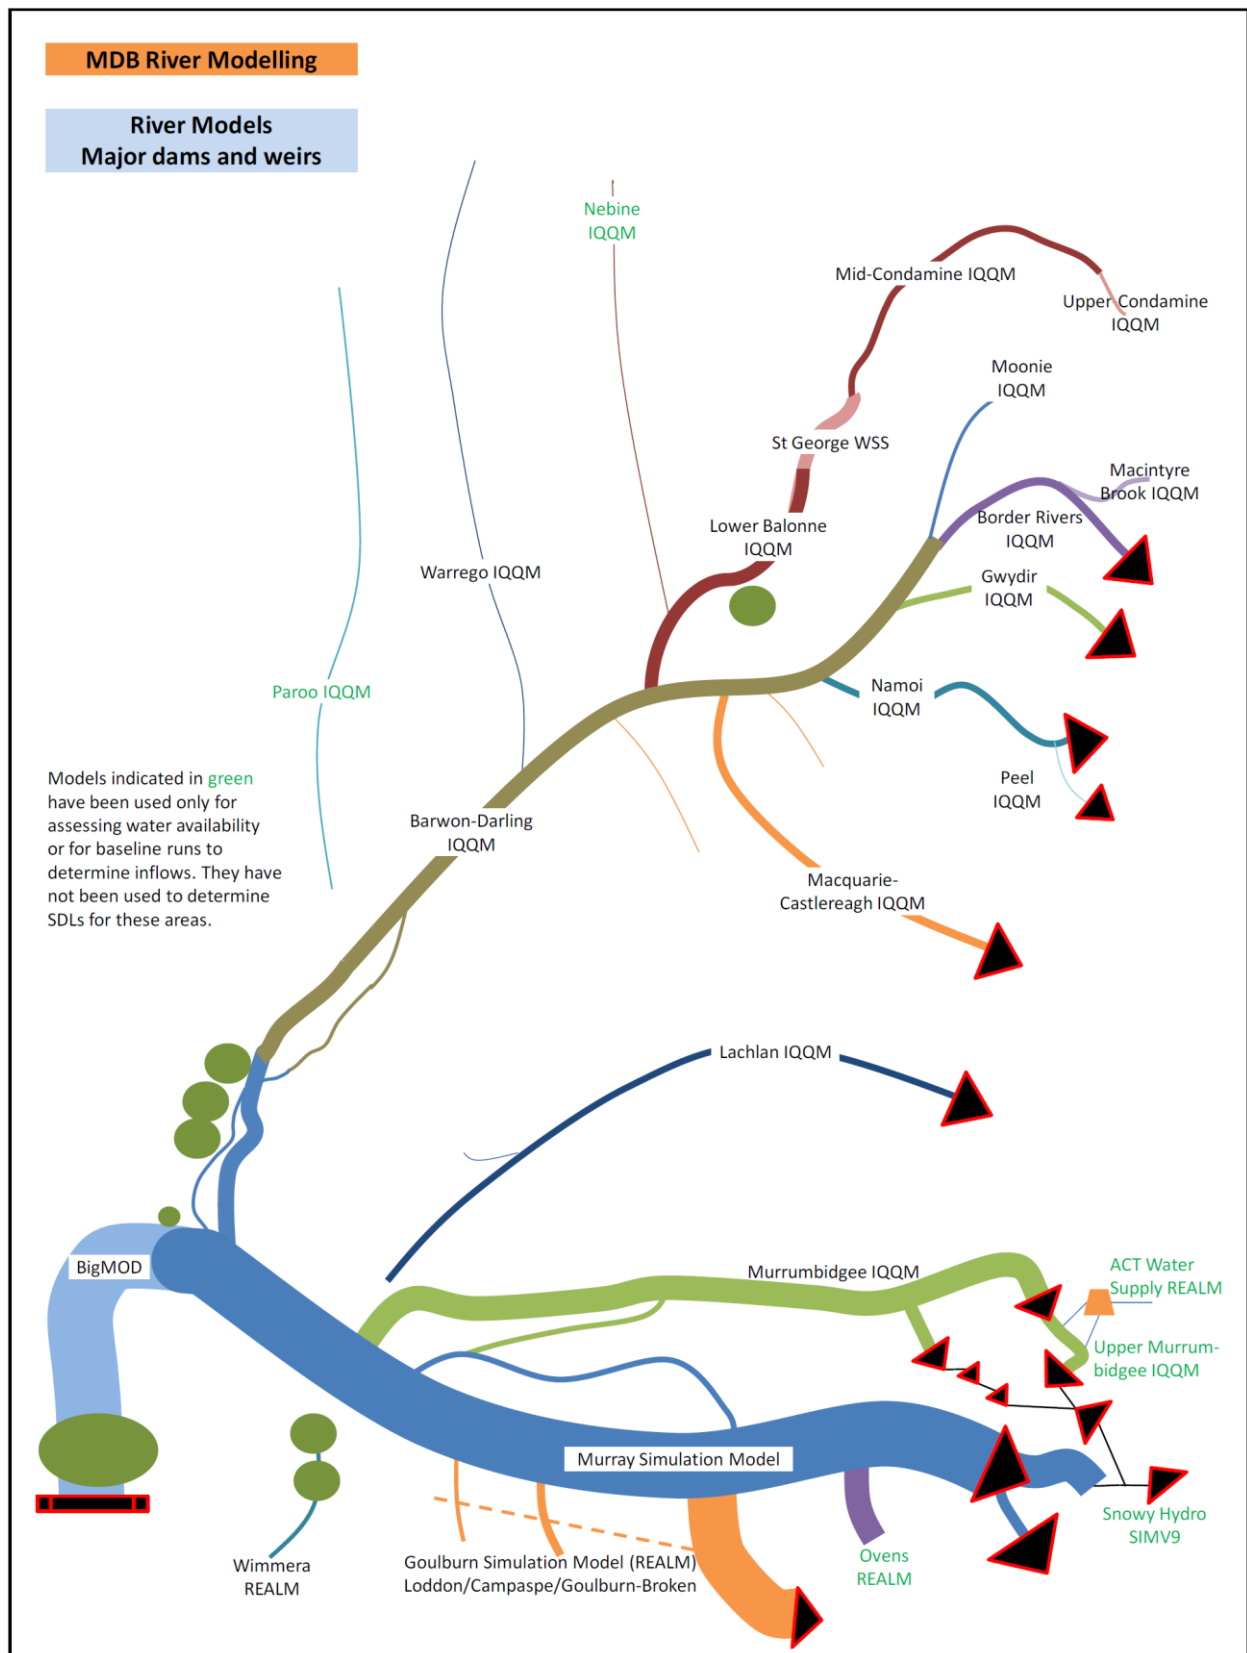 MDB River Modelling
River Models
Major dams and weirs
Nebine
IQQM
Mid-Condamine IQQM
Upper Condamine
IQQM
Moonie
IQQM
St George WSS
Macintyre
Brook IQQM
Lower Balonne
IQQM
Border Rivers
IQQM
Warrego IQQM
Gwydir
IQQM
Paroo IQQM
Namoi
IQQM
Peel
IQQM
Models indicated in green
have been used only for
assessing water availability
or for baseline runs to
determine inflows. They have
not been used to determine
SDLs for these areas.
Barwon-Darling
IQQM
Macquarie-
Castlereagh IQQM
Lachlan IQQM
BigMOD
Murrumbidgee IQQM
ACT Water
Supply REALM
Upper Murrum-
bidgee IQQM
Murray Simulation Model
Snowy Hydro
SIMV9
Wimmera
REALM
Goulburn Simulation Model (REALM)
Loddon/Campaspe/Goulburn-Broken
Ovens
REALM